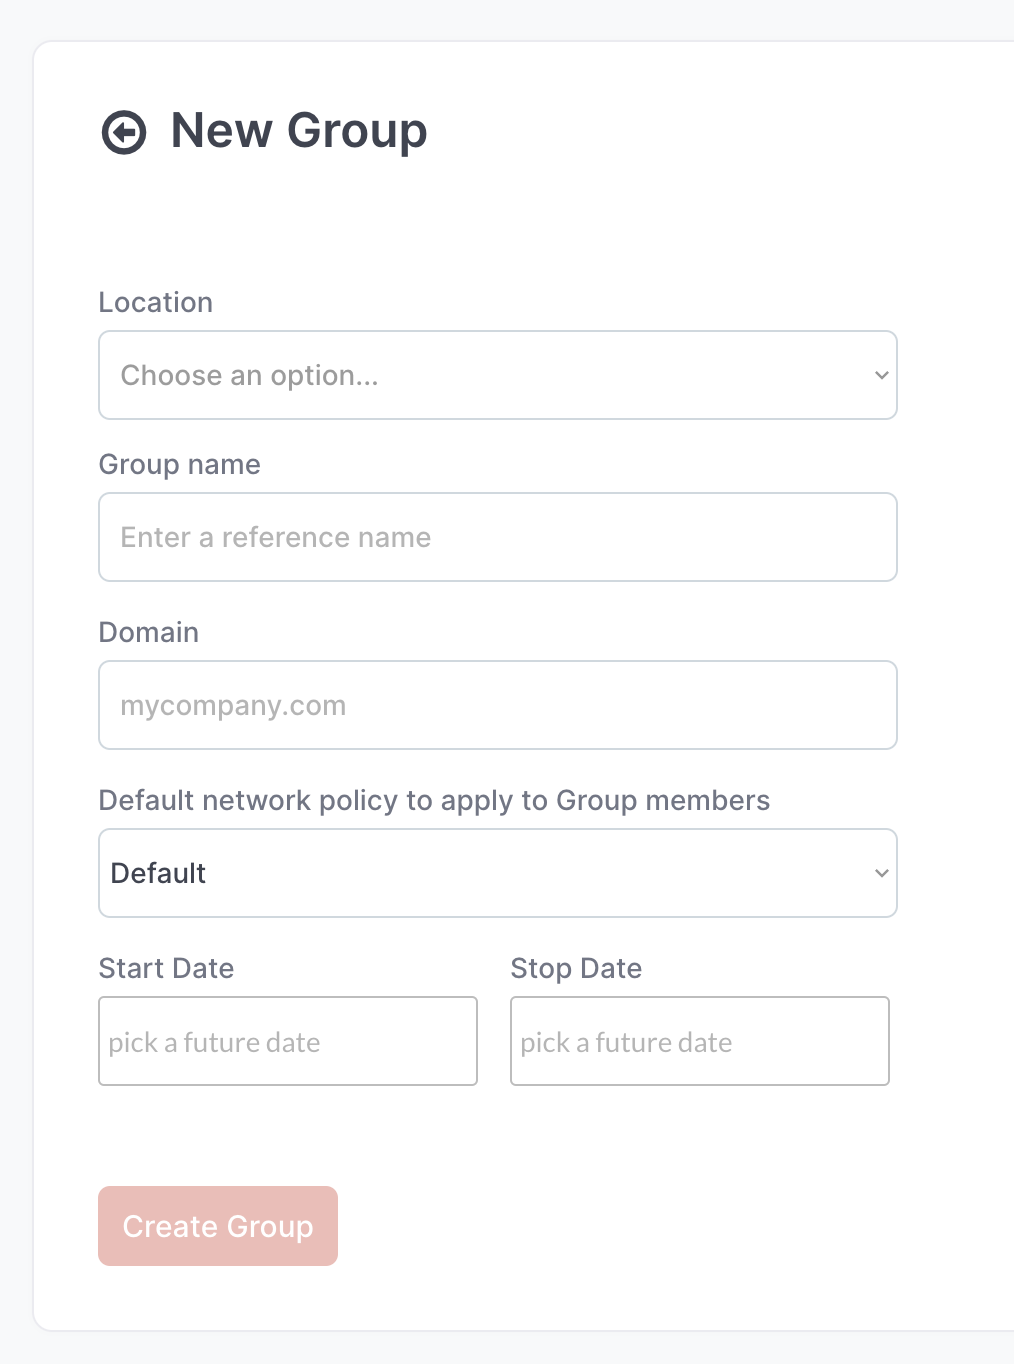 New Group
Location
Choose an option...
Group name
Enter a reference name
Domain
mycompany.com
Default network policy to apply to Group members
Default
Start Date
Stop Date
pick a future date
pick a future date
Create Group